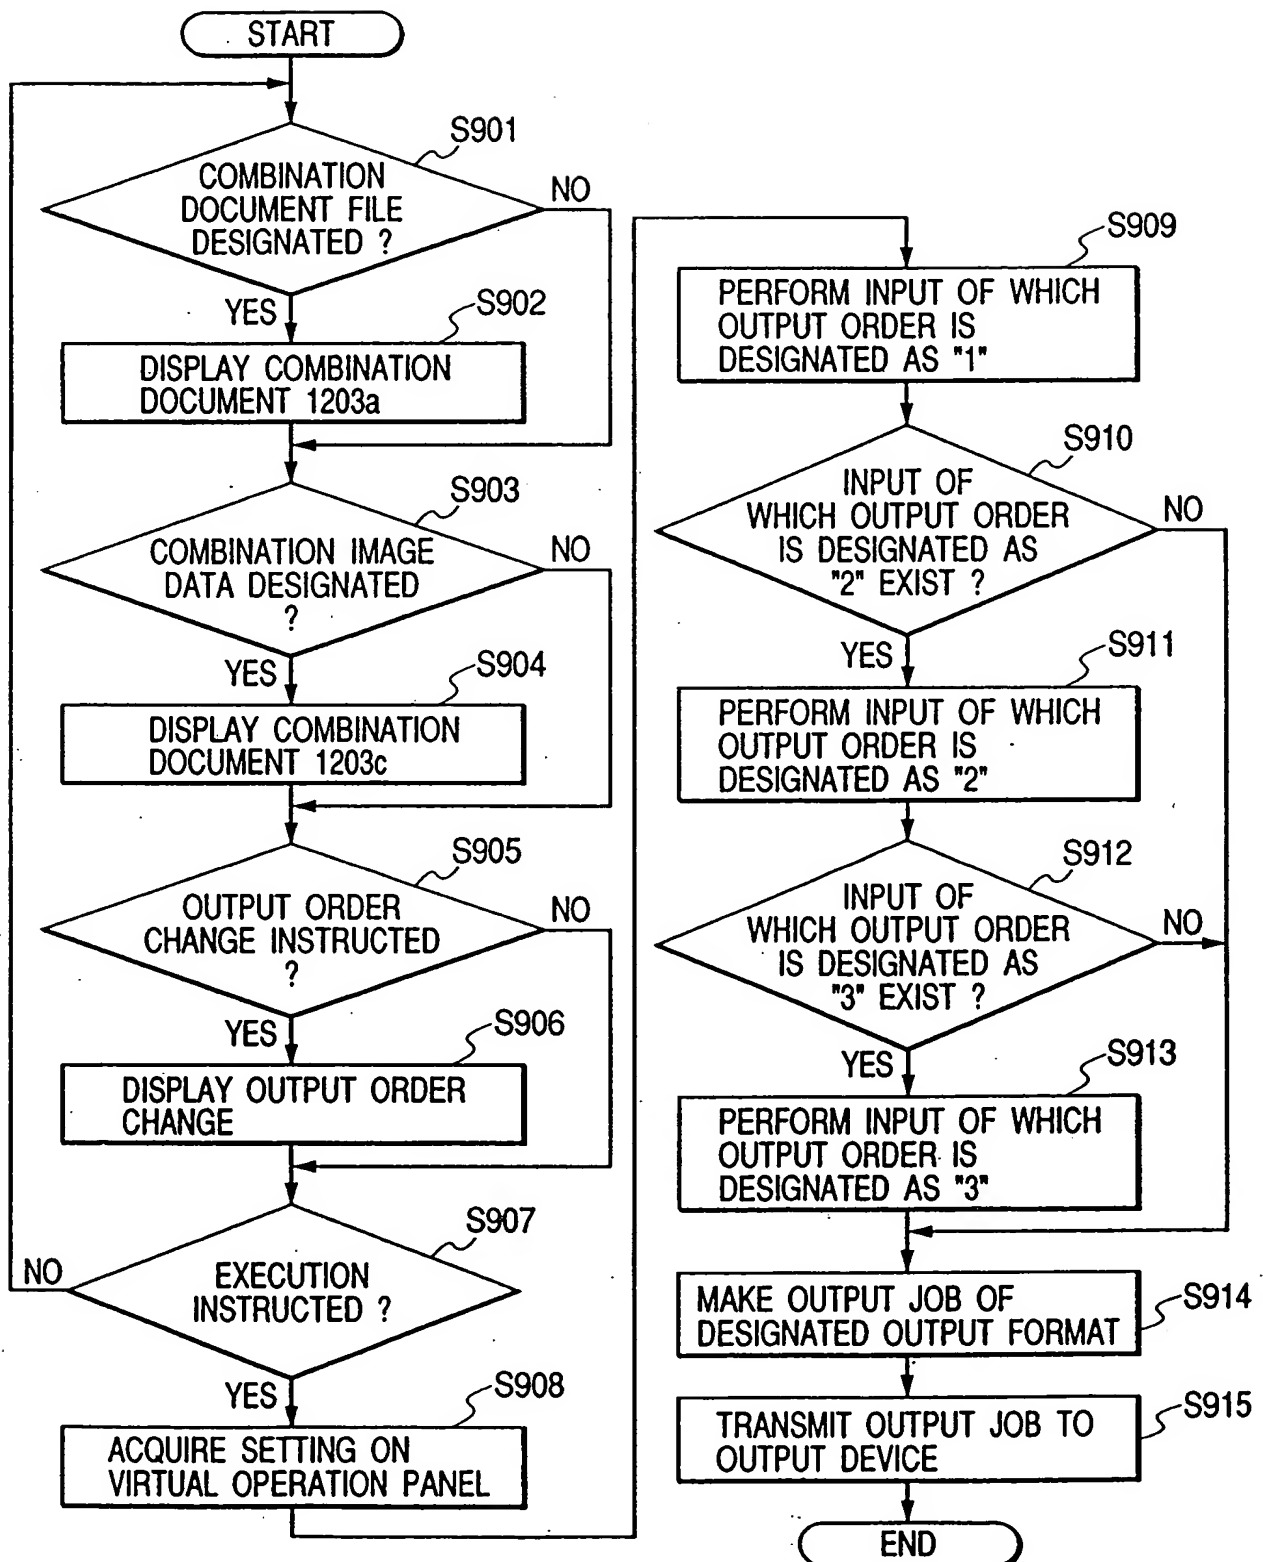 START
S901
COMBINATION
DOCUMENT FILE
DESIGNATED ?
NO
YES
S902
DISPLAY COMBINATION
DOCUMENT 1203a
S903
COMBINATION IMAGE
DATA DESIGNATED
?
NO
YES
S904
DISPLAY COMBINATION
DOCUMENT 1203c
S905
OUTPUT ORDER
CHANGE INSTRUCTED
?
NO
YES
S906
DISPLAY OUTPUT ORDER
CHANGE
S907
EXECUTION
INSTRUCTED ?
NO
YES
S908
ACQUIRE SETTING ON
VIRTUAL OPERATION PANEL
S909
PERFORM INPUT OF WHICH
OUTPUT ORDER IS
DESIGNATED AS "1"
S910
INPUT OF
WHICH OUTPUT ORDER
IS DESIGNATED AS
"2" EXIST ?
NO
YES
S911
PERFORM INPUT OF WHICH
OUTPUT ORDER IS
DESIGNATED AS "2"
S912
INPUT OF
WHICH OUTPUT ORDER
IS DESIGNATED AS
"3" EXIST ?
NO
YES
S913
PERFORM INPUT OF WHICH
OUTPUT ORDER IS
DESIGNATED AS "3"
MAKE OUTPUT JOB OF
DESIGNATED OUTPUT FORMAT
S914
TRANSMIT OUTPUT JOB TO
OUTPUT DEVICE
S915
END